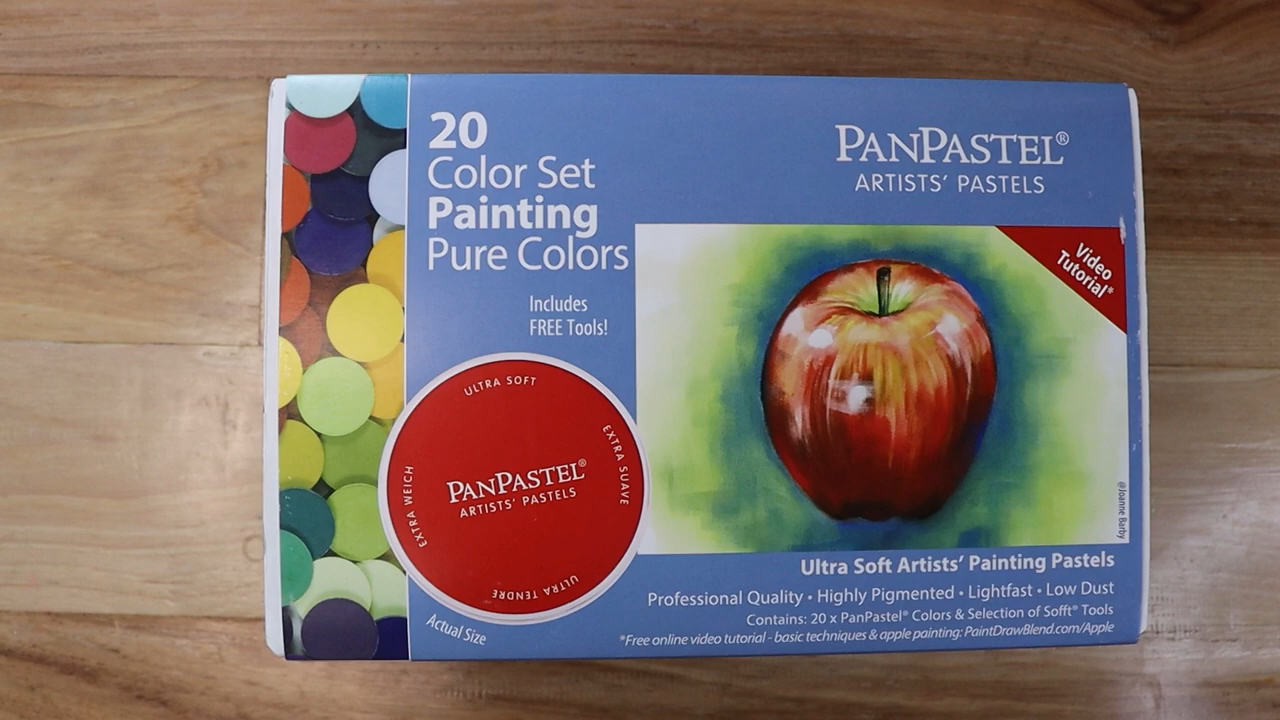 20
Color Set
Painting
Pure Colors
Includes
FREE Tools!
PANPASTEL®
ARTISTS' PASTELS
Video
Tutorial*
@Joanne Barby
ULTRA SOFT
EXTRA SUAVE
PANPASTEL®
ARTISTS' PASTELS
EXTRA WEICH
ULTRA TENDRE
Actual Size
Ultra Soft Artists' Painting Pastels
Professional Quality • Highly Pigmented • Lightfast • Low Dust
Contains: 20 x PanPastel® Colors & Selection of Sofft® Tools
*Free online video tutorial - basic techniques & apple painting: PaintDrawBlend.com/Apple